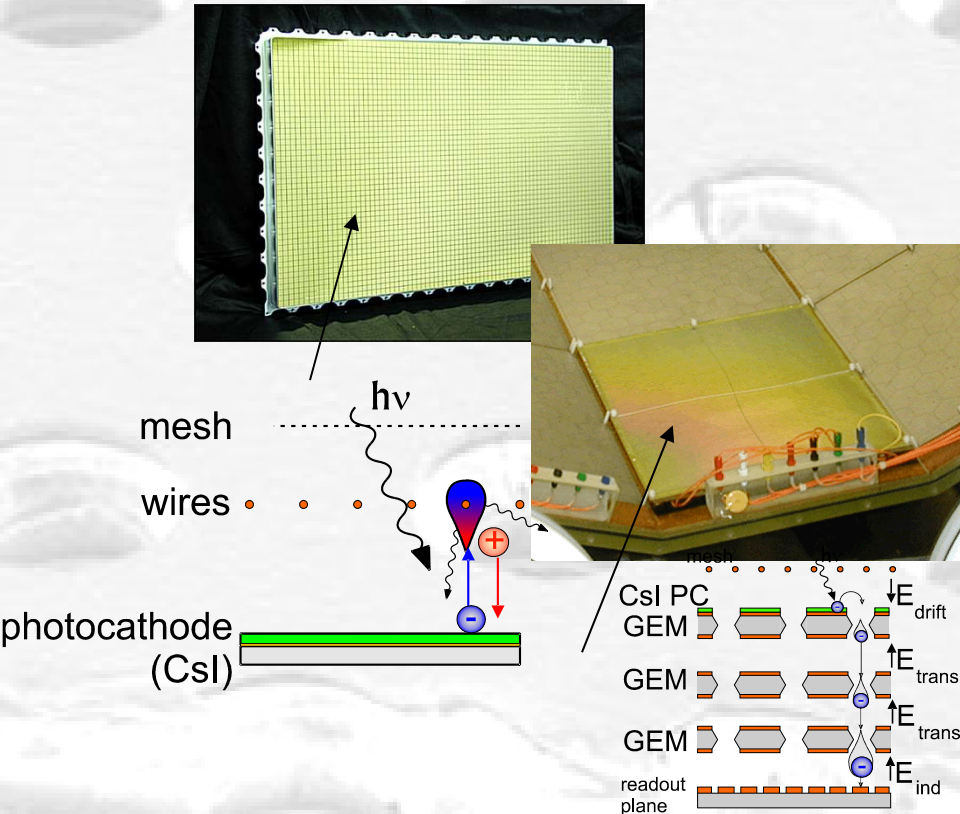 hν
mesh
wires
photocathode
(CsI)
+
-
mesh
hν
CsI PC
GEM
GEM
GEM
readout
plane
E drift
E trans
E trans
E ind
-
-
-
-